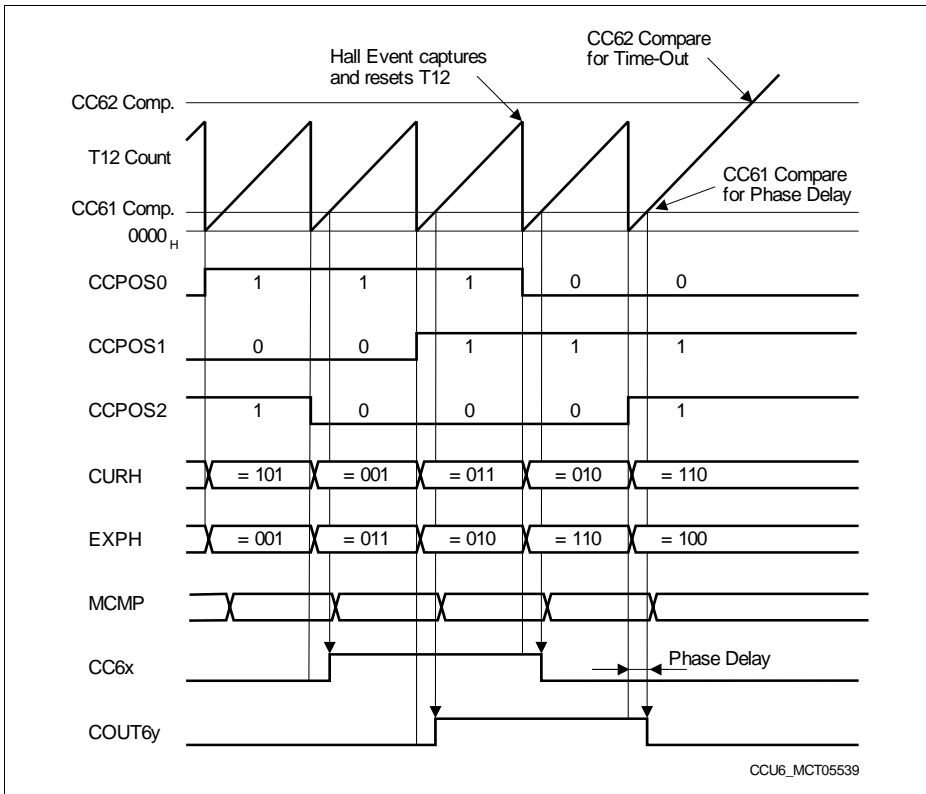 CC62 Compare
for Time-Out
Hall Event captures
and resets T12
CC62 Comp.
T12 Count
CC61 Compare
for Phase Delay
CC61 Comp.
0000 H
CCPOS0 1 1 1 0 0
CCPOS1 0 0 1 1 1
CCPOS2 1 0 0 0 1
CURH = 101 = 001 = 011 = 010 = 110
EXPH = 001 = 011 = 010 = 110 = 100
MCMP
CC6x
Phase Delay
COUT6y
CCU6_MCT05539